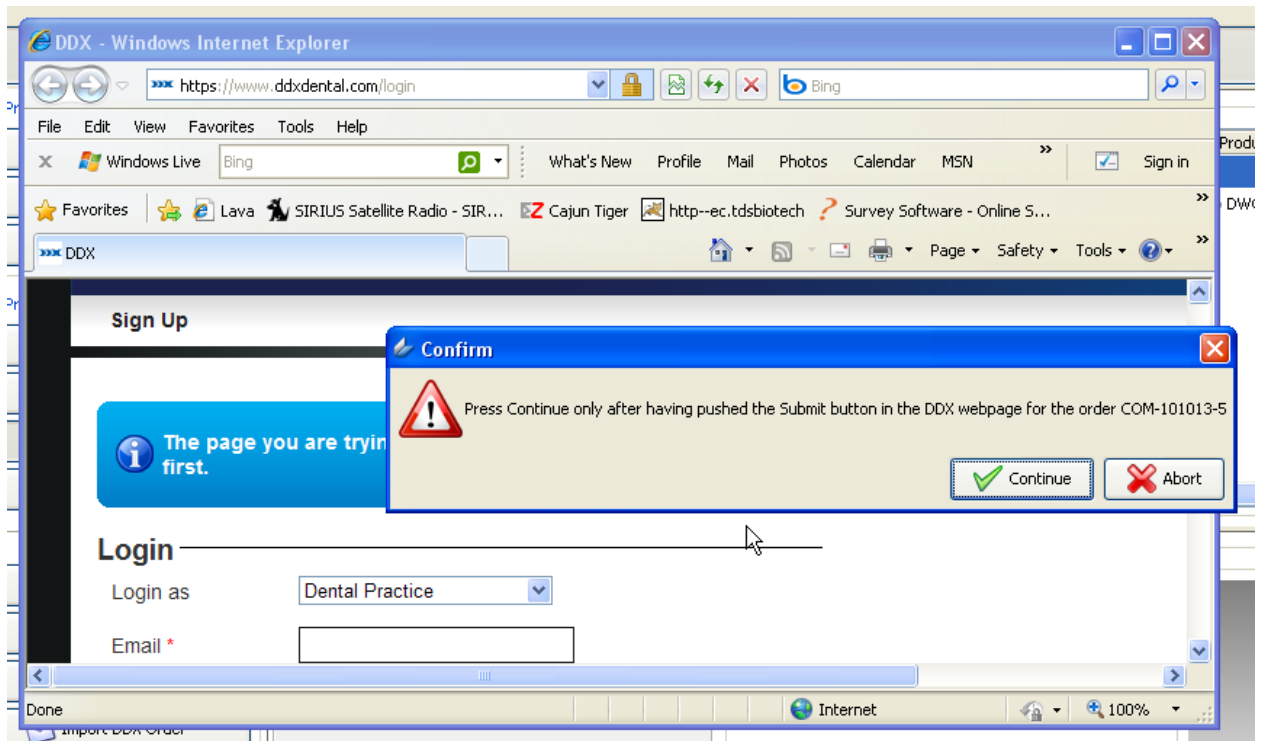 DDX - Windows Internet Explorer
https://www.ddxdental.com/login
Bing
File Edit View Favorites Tools Help
x Windows Live Bing What's New Profile Mail Photos Calendar MSN » Sign in
Favorites Lava SIRIUS Satellite Radio - SIR... Cajun Tiger http--ec.tdsbiotech Survey Software - Online S... »
DDX Page Safety Tools »
Sign Up
Confirm
Press Continue only after having pushed the Submit button in the DDX webpage for the order COM-101013-5
The page you are tryin
first.
Continue Abort
Login
Login as Dental Practice
Email *
Done Internet 100%
Import DDX Order